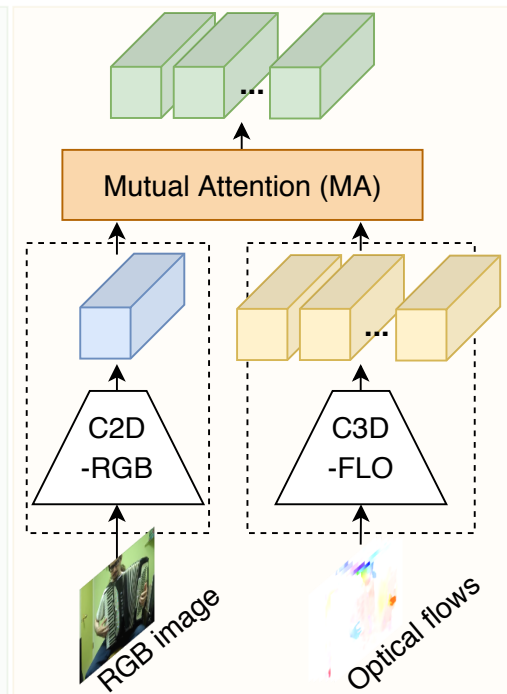 ...
Mutual Attention (MA)
...
C2D
-RGB
C3D
-FLO
RGB image
Optical flows